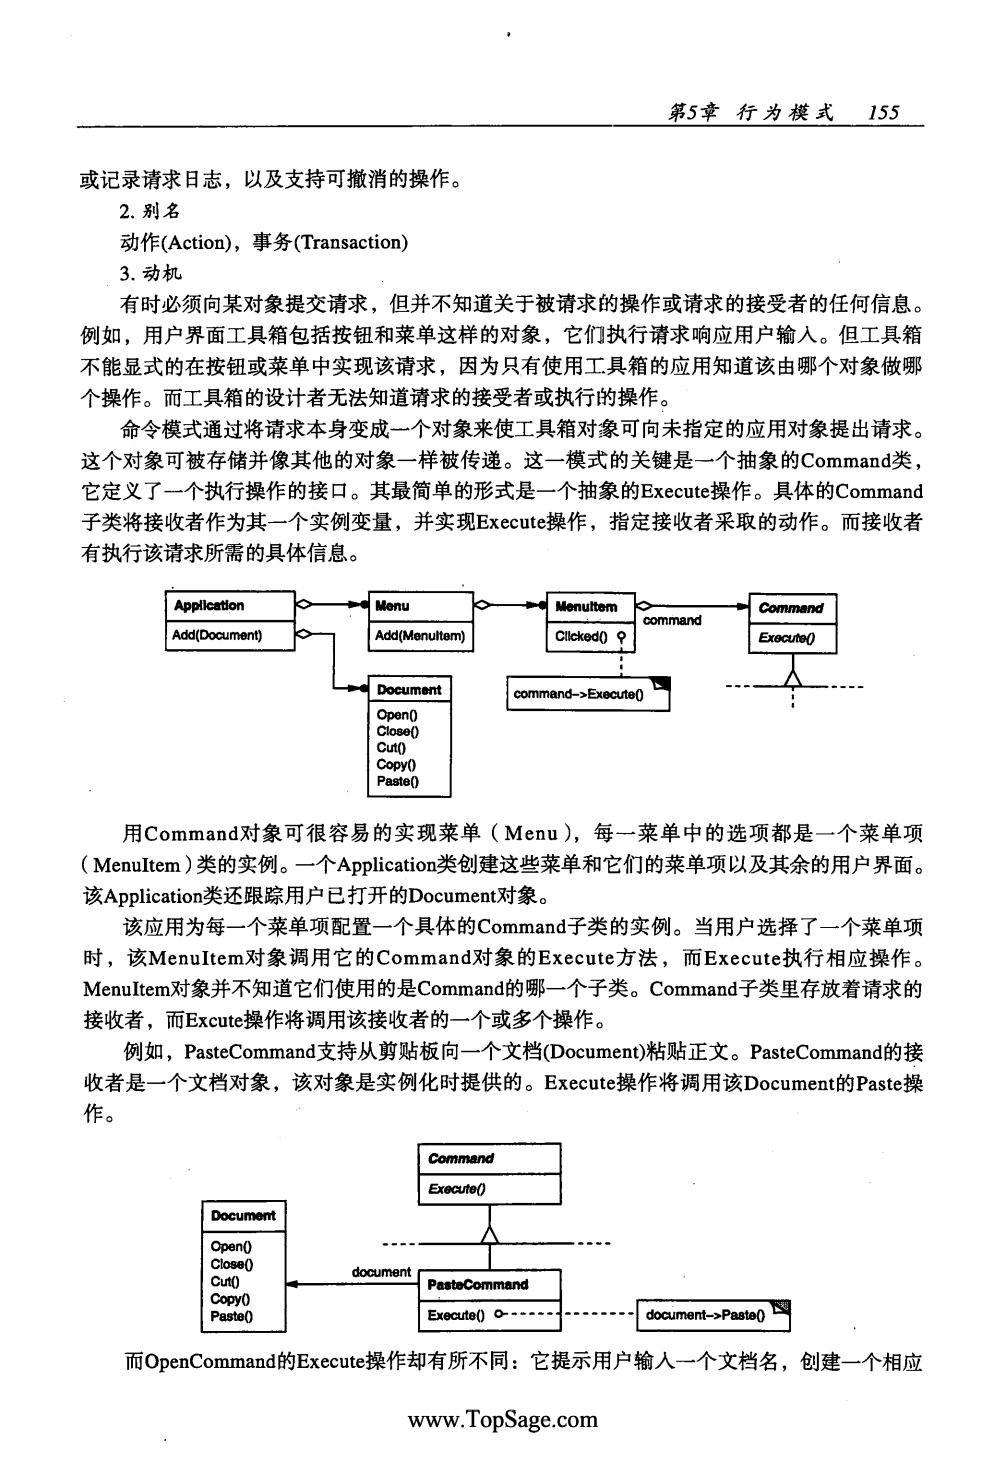 第5章 行为模式 155
或记录请求日志，以及支持可撤消的操作。
2. 别名
动作(Action)，事务(Transaction)
3. 动机
有时必须向某对象提交请求，但并不知道关于被请求的操作或请求的接受者的任何信息。
例如，用户界面工具箱包括按钮和菜单这样的对象，它们执行请求响应用户输入。但工具箱
不能显式的在按钮或菜单中实现该请求，因为只有使用工具箱的应用知道该由哪个对象做哪
个操作。而工具箱的设计者无法知道请求的接受者或执行的操作。
命令模式通过将请求本身变成一个对象来使工具箱对象可向未指定的应用对象提出请求。
这个对象可被存储并像其他的对象一样被传递。这一模式的关键是一个抽象的Command类，
它定义了一个执行操作的接口。其最简单的形式是一个抽象的Execute操作。具体的Command
子类将接收者作为其一个实例变量，并实现Execute操作，指定接收者采取的动作。而接收者
有执行该请求所需的具体信息。
Application
Add(Document)
Menu
Add(MenuItem)
MenuItem
Clicked()
command
Command
Execute()
command->Execute()
Document
Open()
Close()
Cut()
Copy()
Paste()
用Command对象可很容易的实现菜单（Menu），每一菜单中的选项都是一个菜单项
（MenuItem）类的实例。一个Application类创建这些菜单和它们的菜单项以及其余的用户界面。
该Application类还跟踪用户已打开的Document对象。
该应用为每一个菜单项配置一个具体的Command子类的实例。当用户选择了一个菜单项
时，该MenuItem对象调用它的Command对象的Execute方法，而Execute执行相应操作。
MenuItem对象并不知道它们使用的是Command的哪一个子类。Command子类里存放着请求的
接收者，而Excute操作将调用该接收者的一个或多个操作。
例如，PasteCommand支持从剪贴板向一个文档(Document)粘贴正文。PasteCommand的接
收者是一个文档对象，该对象是实例化时提供的。Execute操作将调用该Document的Paste操
作。
Command
Execute()
Document
Open()
Close()
Cut()
Copy()
Paste()
document
PasteCommand
Execute()
document->Paste()
而OpenCommand的Execute操作却有所不同：它提示用户输入一个文档名，创建一个相应
www.TopSage.com